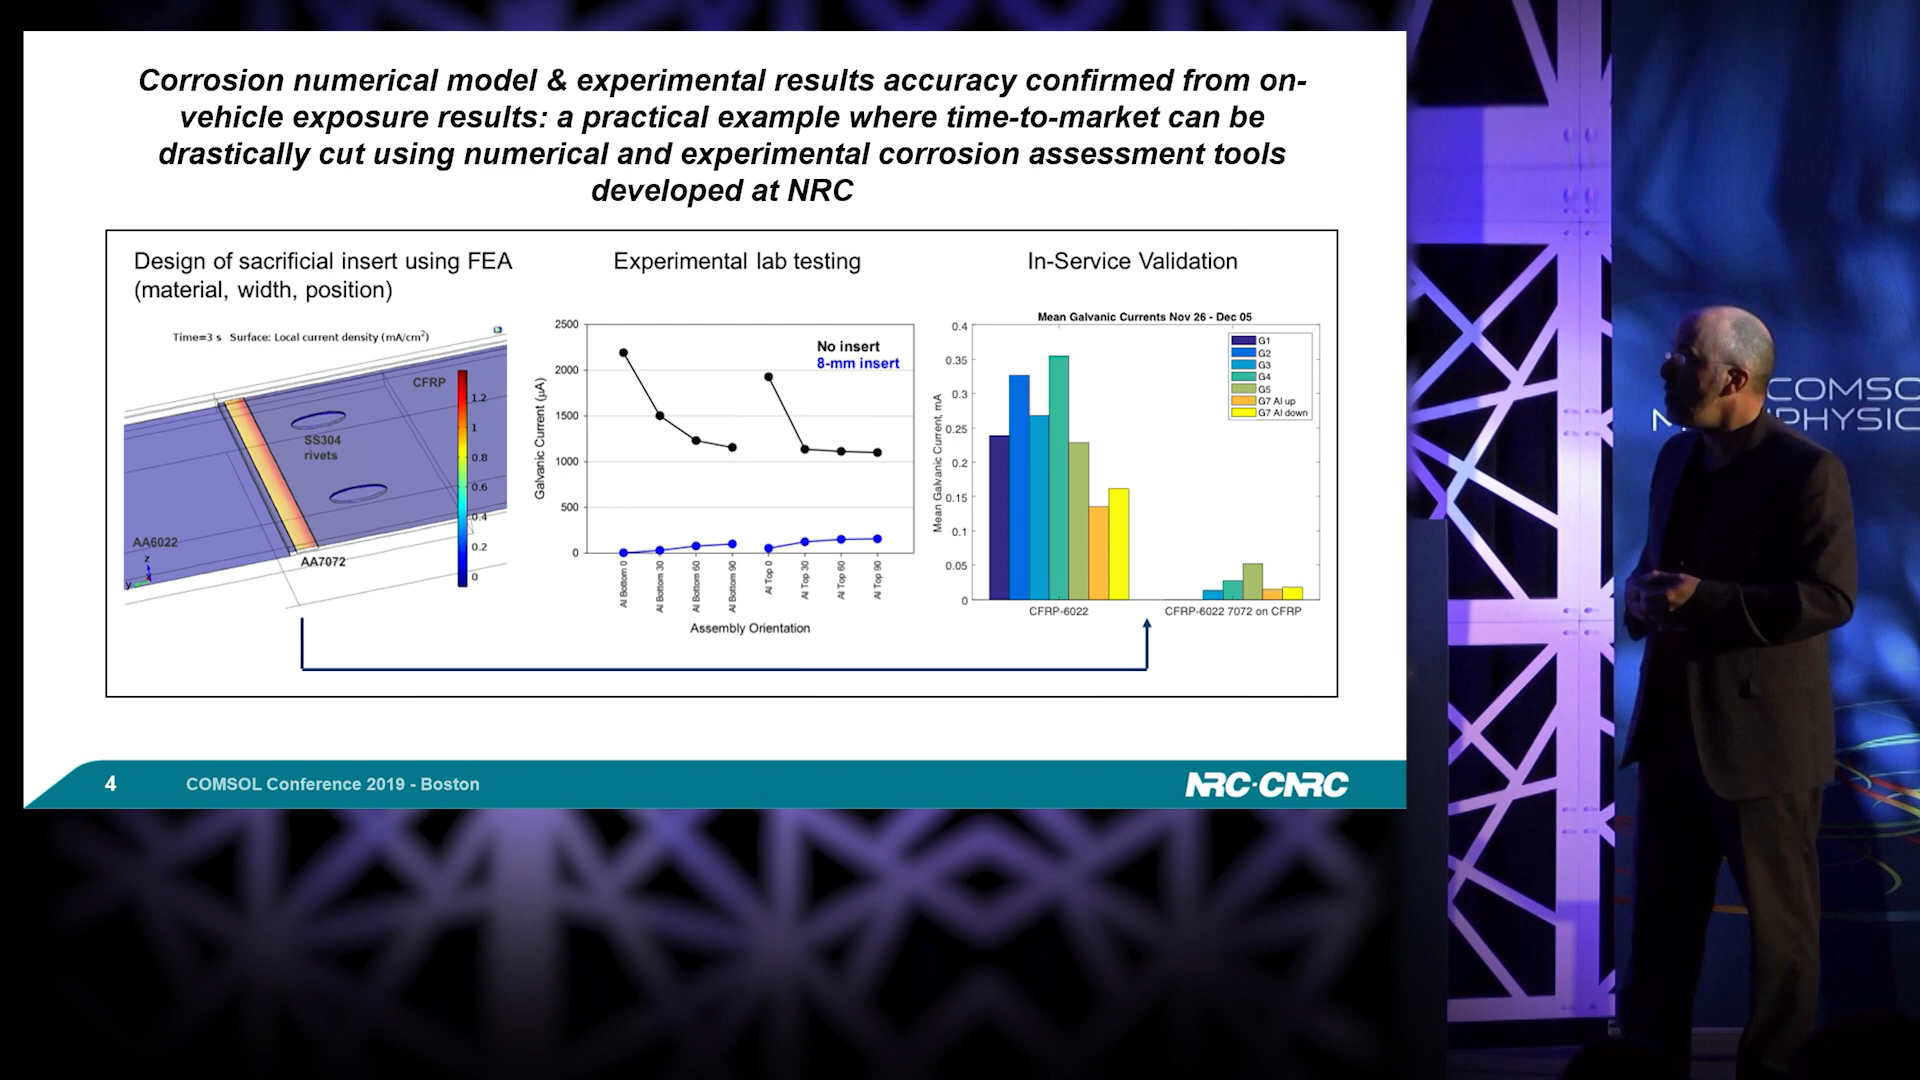 Corrosion numerical model & experimental results accuracy confirmed from on-
vehicle exposure results: a practical example where time-to-market can be
drastically cut using numerical and experimental corrosion assessment tools
developed at NRC
Design of sacrificial insert using FEA
(material, width, position)
Time=3 s Surface: Local current density (mA/cm²)
CFRP
SS304
rivets
AA6022
AA7072
z
y
1.2
1
0.8
0.6
0.4
0.2
0
Experimental lab testing
2500
2000
1500
1000
500
0
Galvanic Current (µA)
No insert
8-mm insert
Al Bottom 0
Al Bottom 30
Al Bottom 60
Al Bottom 90
Al Top 0
Al Top 30
Al Top 60
Al Top 90
Assembly Orientation
In-Service Validation
Mean Galvanic Currents Nov 26 - Dec 05
0.4
0.35
0.3
0.25
0.2
0.15
0.1
0.05
0
Mean Galvanic Current, mA
G1
G2
G3
G4
G5
G7 Al up
G7 Al down
CFRP-6022
CFRP-6022 7072 on CFRP
4
COMSOL Conference 2019 - Boston
NRC·CNRC
COMSO
M
PHYSIC